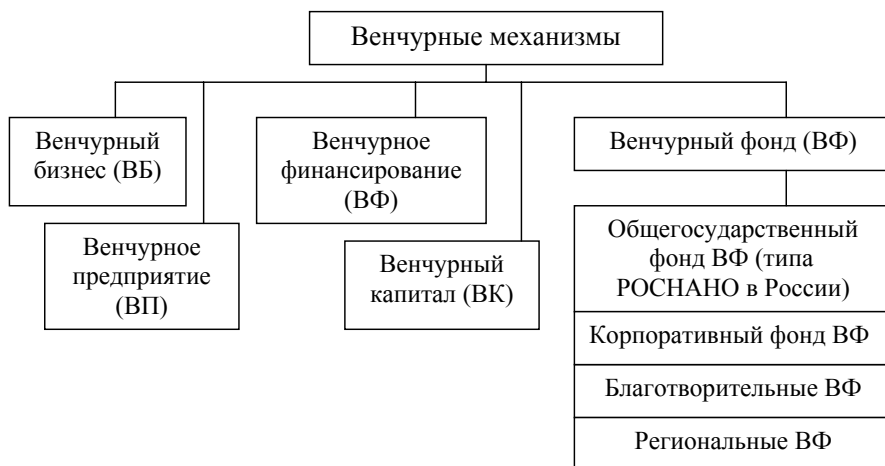 Венчурные механизмы
Венчурный
бизнес (ВБ)
Венчурное
финансирование
(ВФ)
Венчурный фонд (ВФ)
Венчурное
предприятие
(ВП)
Венчурный
капитал (ВК)
Общегосударственный
фонд ВФ (типа
РОСНАНО в России)
Корпоративный фонд ВФ
Благотворительные ВФ
Региональные ВФ